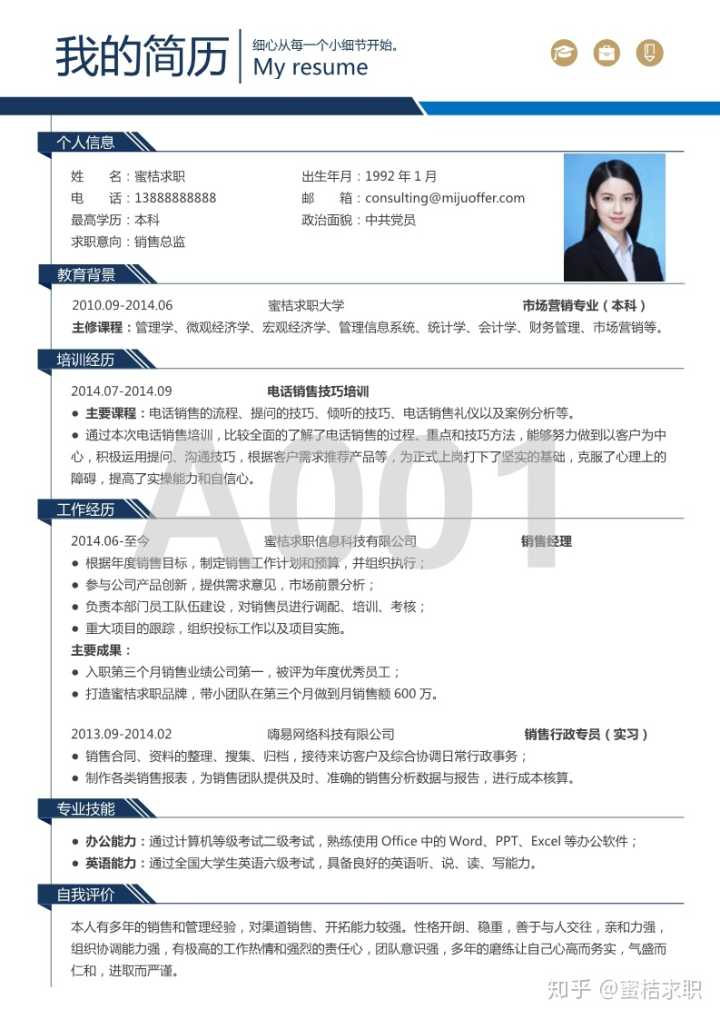 我的简历
细心从每一个小细节开始。
My resume
个人信息
姓 名：蜜桔求职 出生年月：1992 年 1 月
电 话：13888888888 邮 箱：consulting@mijuoffer.com
最高学历：本科 政治面貌：中共党员
求职意向：销售总监
教育背景
2010.09-2014.06 蜜桔求职大学 市场营销专业（本科）
主修课程：管理学、微观经济学、宏观经济学、管理信息系统、统计学、会计学、财务管理、市场营销等。
培训经历
2014.07-2014.09 电话销售技巧培训
● 主要课程：电话销售的流程、提问的技巧、倾听的技巧、电话销售礼仪以及案例分析等。
● 通过本次电话销售培训，比较全面的了解了电话销售的过程、重点和技巧方法，能够努力做到以客户为中
心，积极运用提问、沟通技巧，根据客户需求推荐产品等，为正式上岗打下了坚实的基础，克服了心理上的
障碍，提高了实操能力和自信心。
A001
工作经历
2014.06-至今 蜜桔求职信息科技有限公司 销售经理
● 根据年度销售目标，制定销售工作计划和预算，并组织执行；
● 参与公司产品创新，提供需求意见，市场前景分析；
● 负责本部门员工队伍建设，对销售员进行调配、培训、考核；
● 重大项目的跟踪，组织投标工作以及项目实施。
主要成果：
● 入职第三个月销售业绩公司第一，被评为年度优秀员工；
● 打造蜜桔求职品牌，带小团队在第三个月做到月销售额 600 万。
2013.09-2014.02 嗨易网络科技有限公司 销售行政专员（实习）
● 销售合同、资料的整理、搜集、归档，接待来访客户及综合协调日常行政事务；
● 制作各类销售报表，为销售团队提供及时、准确的销售分析数据与报告，进行成本核算。
专业技能
● 办公能力：通过计算机等级考试二级考试，熟练使用 Office 中的 Word、PPT、Excel 等办公软件；
● 英语能力：通过全国大学生英语六级考试，具备良好的英语听、说、读、写能力。
自我评价
本人有多年的销售和管理经验，对渠道销售、开拓能力较强。性格开朗、稳重，善于与人交往，亲和力强，
组织协调能力强，有极高的工作热情和强烈的责任心，团队意识强，多年的磨练让自己心高而务实，气盛而
仁和，进取而严谨。
知乎 @蜜桔求职